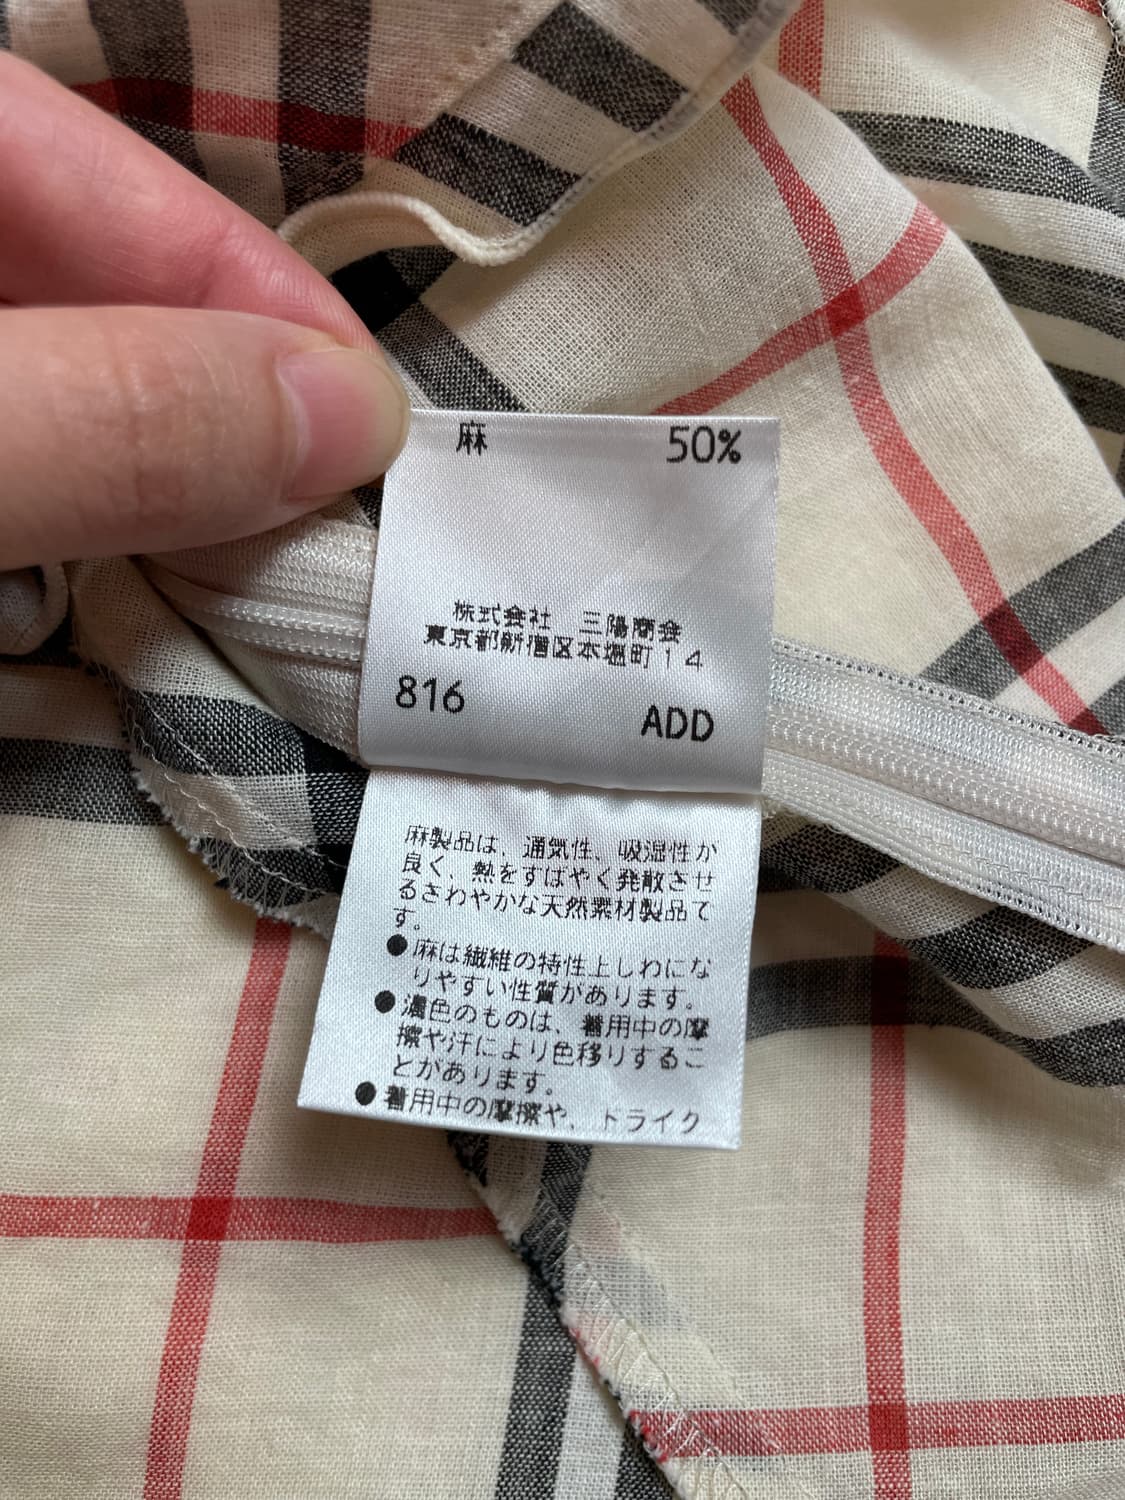 麻 50%
株式会社 三陽商会
東京都新宿区本塩町14
816
ADD
麻製品は、通気性、吸湿性か
良く、熱をすばやく発散させ
るさわやかな天然素材製品て
す。
●麻は繊維の特性上しわにな
りやすい性質があります。
●濃色のものは、着用中の摩
擦や汗により色移りするこ
とがあります。
●着用中の摩擦や、ドライク